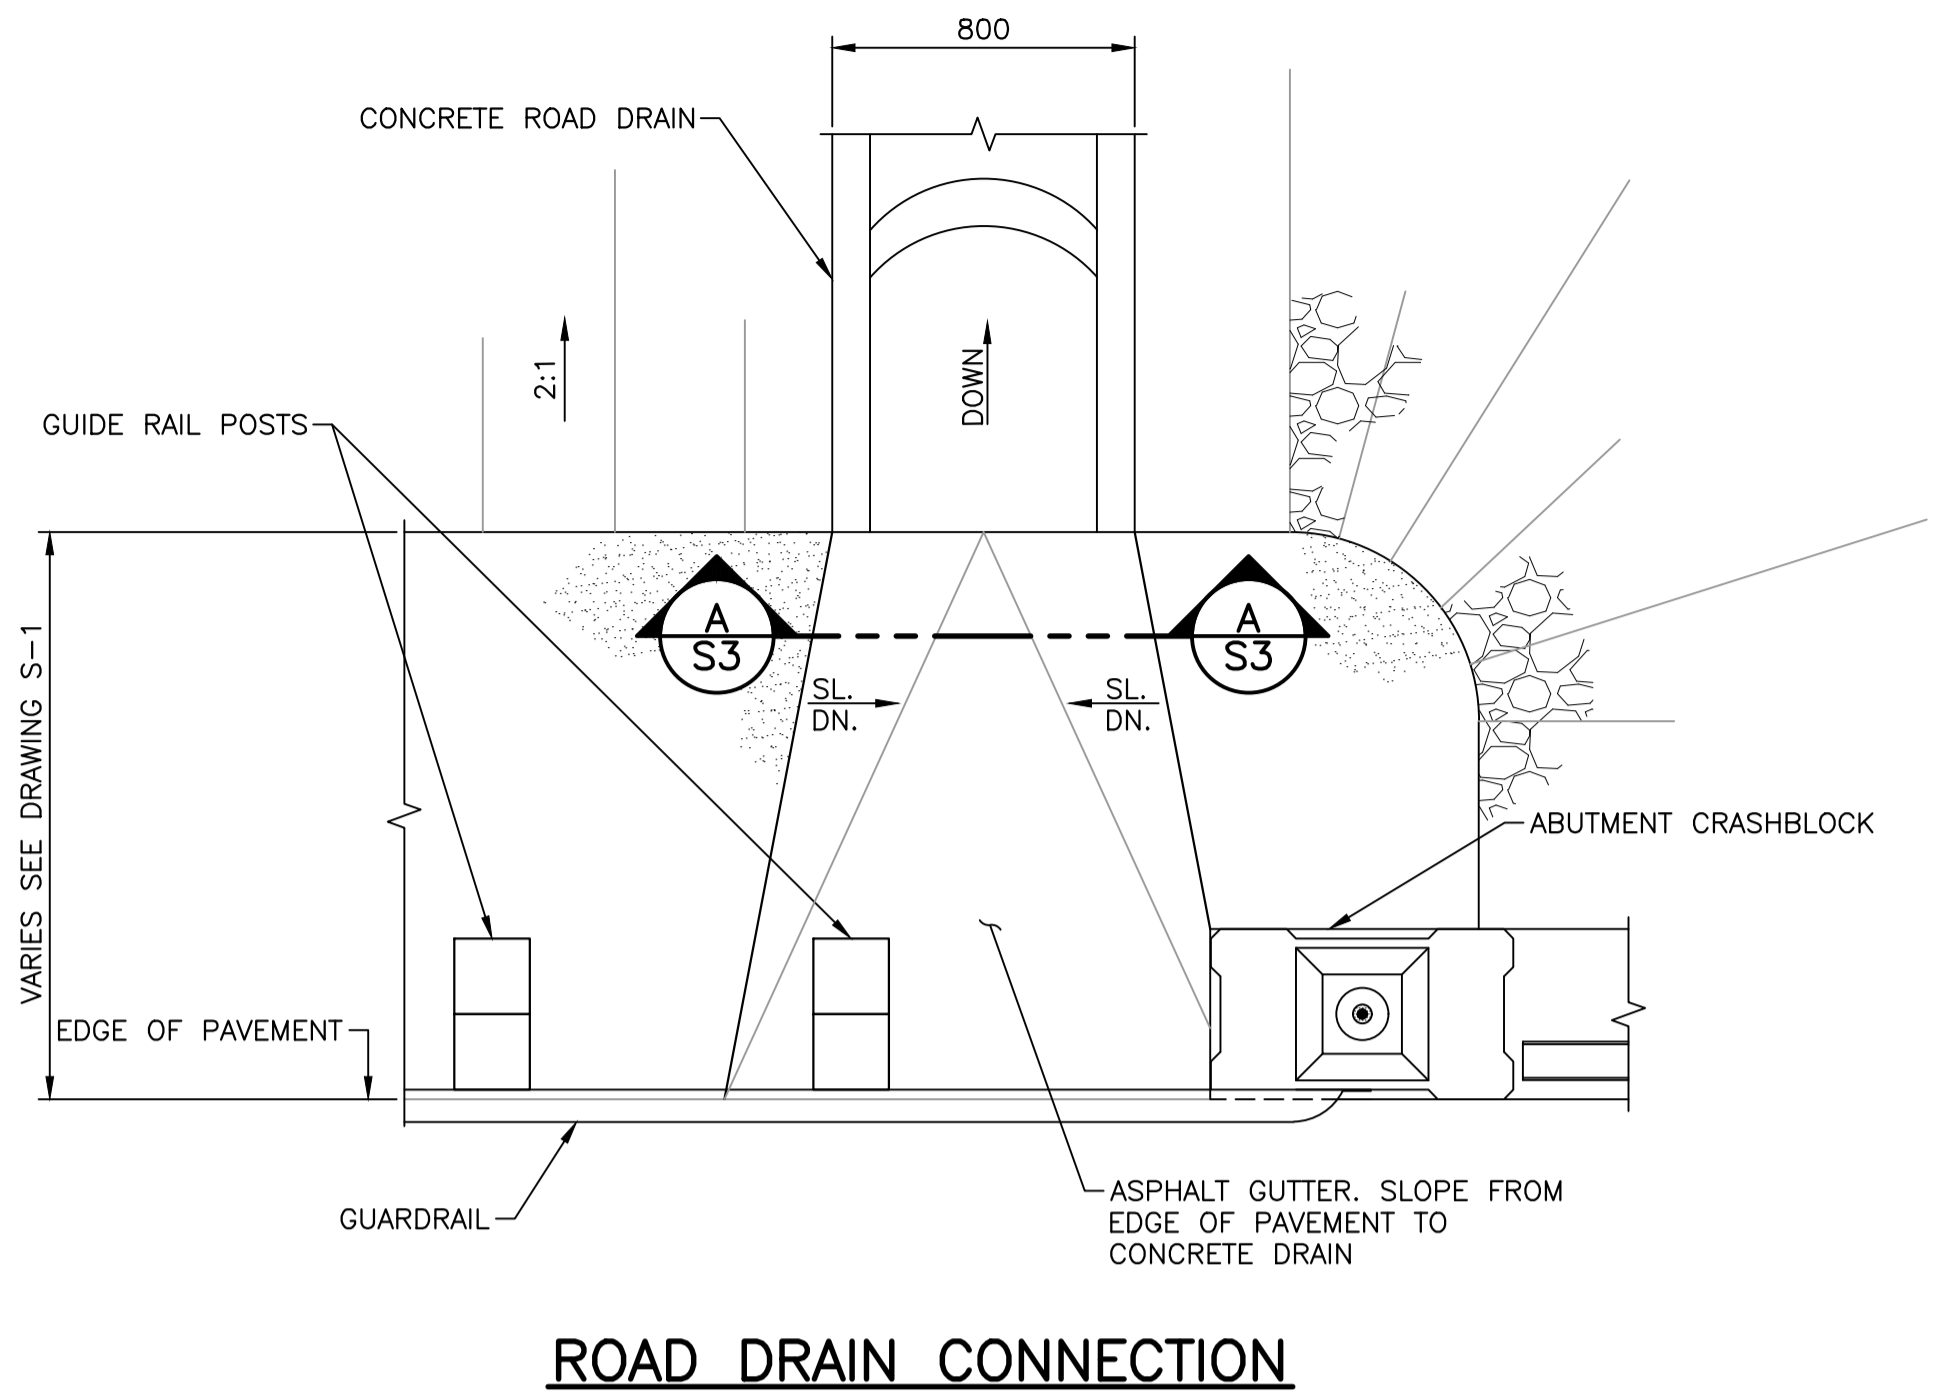 800
CONCRETE ROAD DRAIN
2:1
DOWN
GUIDE RAIL POSTS
A
S3
A
S3
SL.
DN.
SL.
DN.
VARIES SEE DRAWING S-1
ABUTMENT CRASHBLOCK
EDGE OF PAVEMENT
GUARDRAIL
ASPHALT GUTTER. SLOPE FROM
EDGE OF PAVEMENT TO
CONCRETE DRAIN
ROAD DRAIN CONNECTION